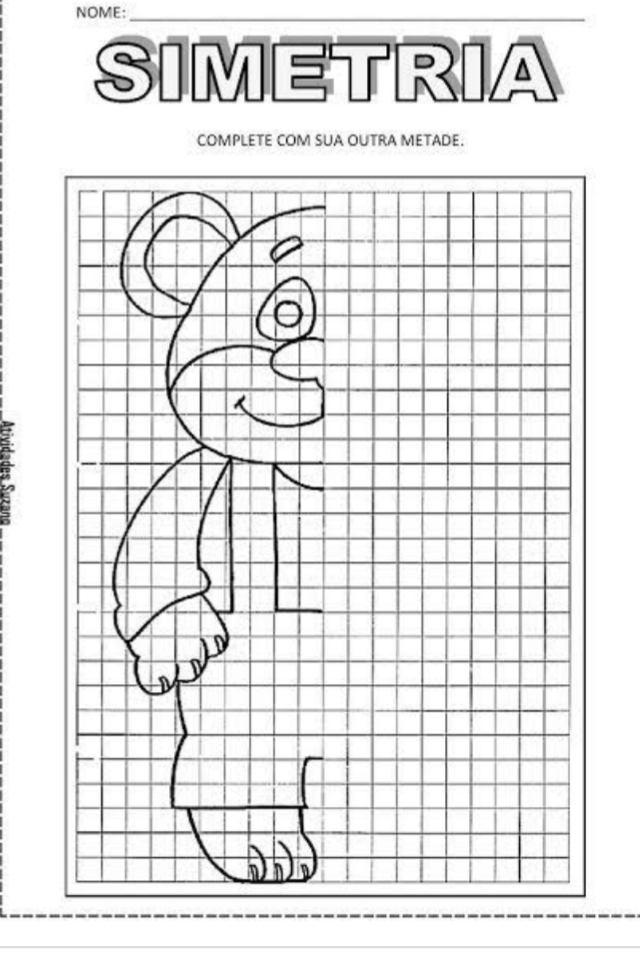 NOME:
SIMETRIA
COMPLETE COM SUA OUTRA METADE.
Atividades Suzano